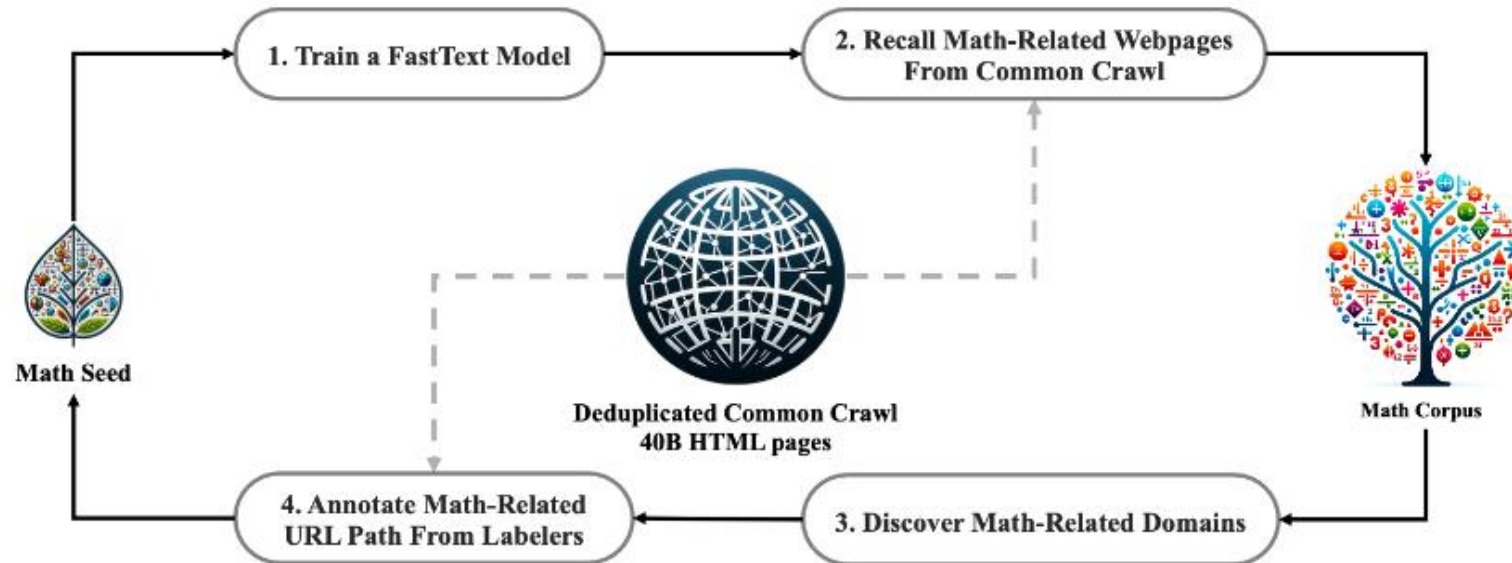 1. Train a FastText Model
2. Recall Math-Related Webpages
From Common Crawl
Math Seed
Deduplicated Common Crawl
40B HTML pages
Math Corpus
4. Annotate Math-Related
URL Path From Labelers
3. Discover Math-Related Domains